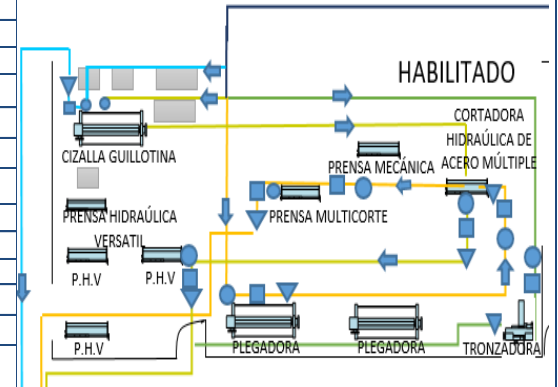 HABILITADO
CORTADORA
HIDRAÚLICA DE
ACERO MÚLTIPLE
CIZALLA GUILLOTINA
PRENSA MECÁNICA
PRENSA MULTICORTE
PRENSA HIDRAÚLICA
VERSATIL
P.H.V
P.H.V
P.H.V
PLEGADORA
PLEGADORA
TRONZADORA